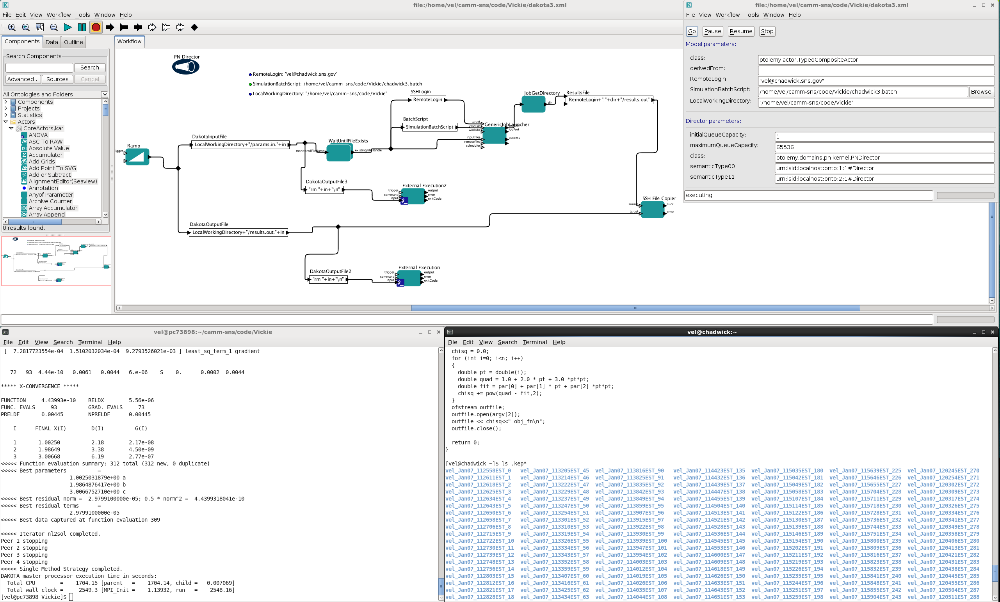 file:/home/vel/camm-sns/code/Vickie/dakota3.xml
File Edit View Workflow Tools Window Help
Components Data Outline
Search Components
Search
Advanced... Sources Cancel
All Ontologies and Folders
Components
Projects
Statistics
Actors
CoreActors,kar
ANOVA
ASC To RAW
Absolute Value
Accumulator
Add Grids
Add Point To SVG
Add or Subtract
AlignmentEditor(Seaview)
Annotation
Anyof Parameter
Archive Counter
Array Accumulator
Array Append
0 results found.
Workflow
PN Director
RemoteLogin: "vel@chadwick.sns.gov"
SimulationBatchScript: /home/vel/camm-sns/code/Vickie/chadwick3.batch
LocalWorkingDirectory: "/home/vel/camm-sns/code/Vickie"
SSHLogin
RemoteLogin
BatchScript
SimulationBatchScript
JobGetDirectory
dir
ResultsFile
RemoteLogin+":"+dir+"/results.out"
GenericJobLauncher
target
cmdFile
workdir
inputfiles
remotefiles
scheduler
logPort
success
Ramp
igger
DakotaInputFile
LocalWorkingDirectory+"/params.in."+in
WaitUntilFileExists
monitoredFileName
existingFileHandle
DakotaOutputFile3
"rm "+in+"\n"
External Execution2
trigger
command
input
output
error
exitCode
SSH File Copier
source
target
succ
error
DakotaOutputFile
LocalWorkingDirectory+"/results.out."+in
DakotaOutputFile2
"rm "+in+"\n"
External Execution
trigger
command
input
output
error
exitCode
file:/home/vel/camm-sns/code/Vickie/dakota3.xml
File View Workflow Tools Window Help
Go Pause Resume Stop
Model parameters:
class: ptolemy.actor.TypedCompositeActor
derivedFrom:
RemoteLogin: "vel@chadwick.sns.gov"
SimulationBatchScript: /home/vel/camm-sns/code/Vickie/chadwick3.batch Browse
LocalWorkingDirectory: "/home/vel/camm-sns/code/Vickie"
Director parameters:
initialQueueCapacity: 1
maximumQueueCapacity: 65536
class: ptolemy.domains.pn.kernel.PNDirector
semanticType00: urn:lsid:localhost:onto:1:1#Director
semanticType11: urn:lsid:localhost:onto:2:1#Director
executing
vel@pc73898:~/camm-sns/code/Vickie
File Edit View Search Terminal Help
[ 7.2817723554e-04 1.5102032034e-04 9.2793526021e-03 ] least_sq_term_1 gradient
72 93 4.44e-10 0.0061 0.0044 6.e-06 S 0. 0.0002 0.0044
***** X-CONVERGENCE *****
FUNCTION 4.43993e-10 RELDX 5.56e-06
FUNC. EVALS 93 GRAD. EVALS 73
PRELDF 0.00445 NPRELDF 0.00445
I FINAL X(I) D(I) G(I)
1 1.00250 2.18 2.17e-08
2 1.98649 3.38 4.50e-09
3 3.00668 6.19 2.77e-07
<<<<< Function evaluation summary: 312 total (312 new, 0 duplicate)
<<<<< Best parameters =
1.0025031879e+00 a
1.9864876417e+00 b
3.0066752710e+00 c
<<<<< Best residual norm = 2.9799100000e-05; 0.5 * norm^2 = 4.4399318041e-10
<<<<< Best residual terms =
2.9799100000e-05
<<<<< Best data captured at function evaluation 309
<<<<< Iterator nl2sol completed.
Peer 1 stopping
Peer 2 stopping
Peer 3 stopping
Peer 4 stopping
<<<<< Single Method Strategy completed.
DAKOTA master processor execution time in seconds:
Total CPU = 1704.15 [parent = 1704.14, child = 0.007069]
Total wall clock = 2549.3 [MPI_Init = 1.13932, run = 2548.16]
[vel@pc73898 Vickie]$
vel@chadwick:~
File Edit View Search Terminal Help
chisq = 0.0;
for (int i=0; i<n; i++)
{
double pt = double(i);
double quad = 1.0 + 2.0 * pt + 3.0 *pt*pt;
double fit = par[0] + par[1] * pt + par[2] *pt*pt;
chisq += pow(quad - fit,2);
}
ofstream outfile;
outfile.open(argv[2]);
outfile << chisq<<" obj_fn\n";
outfile.close();
return 0;
}
[vel@chadwick ~]$ ls .kep*
vel_Jan07_112558EST_0 vel_Jan07_113205EST_45 vel_Jan07_113816EST_90 vel_Jan07_114423EST_135 vel_Jan07_115035EST_180 vel_Jan07_115639EST_225 vel_Jan07_120245EST_270
vel_Jan07_112611EST_1 vel_Jan07_113214EST_46 vel_Jan07_113825EST_91 vel_Jan07_114432EST_136 vel_Jan07_115042EST_181 vel_Jan07_115646EST_226 vel_Jan07_120254EST_271
vel_Jan07_112618EST_2 vel_Jan07_113222EST_47 vel_Jan07_113835EST_92 vel_Jan07_114439EST_137 vel_Jan07_115049EST_182 vel_Jan07_115655EST_227 vel_Jan07_120302EST_272
vel_Jan07_112625EST_3 vel_Jan07_113229EST_48 vel_Jan07_113842EST_93 vel_Jan07_114447EST_138 vel_Jan07_115058EST_183 vel_Jan07_115704EST_228 vel_Jan07_120309EST_273
vel_Jan07_112634EST_4 vel_Jan07_113237EST_49 vel_Jan07_113849EST_94 vel_Jan07_114455EST_139 vel_Jan07_115107EST_184 vel_Jan07_115711EST_229 vel_Jan07_120317EST_274
vel_Jan07_112643EST_5 vel_Jan07_113247EST_50 vel_Jan07_113859EST_95 vel_Jan07_114504EST_140 vel_Jan07_115114EST_185 vel_Jan07_115718EST_230 vel_Jan07_120326EST_275
vel_Jan07_112650EST_6 vel_Jan07_113254EST_51 vel_Jan07_113907EST_96 vel_Jan07_114513EST_141 vel_Jan07_115122EST_186 vel_Jan07_115728EST_231 vel_Jan07_120334EST_276
vel_Jan07_112658EST_7 vel_Jan07_113301EST_52 vel_Jan07_113915EST_97 vel_Jan07_114521EST_142 vel_Jan07_115130EST_187 vel_Jan07_115736EST_232 vel_Jan07_120341EST_277
vel_Jan07_112706EST_8 vel_Jan07_113310EST_53 vel_Jan07_113922EST_98 vel_Jan07_114528EST_143 vel_Jan07_115139EST_188 vel_Jan07_115744EST_233 vel_Jan07_120349EST_278
vel_Jan07_112715EST_9 vel_Jan07_113319EST_54 vel_Jan07_113930EST_99 vel_Jan07_114536EST_144 vel_Jan07_115146EST_189 vel_Jan07_115751EST_234 vel_Jan07_120358EST_279
vel_Jan07_112722EST_10 vel_Jan07_113326EST_55 vel_Jan07_113939EST_100 vel_Jan07_114545EST_145 vel_Jan07_115154EST_190 vel_Jan07_115800EST_235 vel_Jan07_120406EST_280
vel_Jan07_112730EST_11 vel_Jan07_113334EST_56 vel_Jan07_113947EST_101 vel_Jan07_114553EST_146 vel_Jan07_115202EST_191 vel_Jan07_115809EST_236 vel_Jan07_120413EST_281
vel_Jan07_112739EST_12 vel_Jan07_113343EST_57 vel_Jan07_113954EST_102 vel_Jan07_114600EST_147 vel_Jan07_115211EST_192 vel_Jan07_115816EST_237 vel_Jan07_120421EST_282
vel_Jan07_112748EST_13 vel_Jan07_113352EST_58 vel_Jan07_114003EST_103 vel_Jan07_114609EST_148 vel_Jan07_115219EST_193 vel_Jan07_115823EST_238 vel_Jan07_120431EST_283
vel_Jan07_112756EST_14 vel_Jan07_113359EST_59 vel_Jan07_114012EST_104 vel_Jan07_114618EST_149 vel_Jan07_115226EST_194 vel_Jan07_115832EST_239 vel_Jan07_120438EST_284
vel_Jan07_112803EST_15 vel_Jan07_113407EST_60 vel_Jan07_114019EST_105 vel_Jan07_114626EST_150 vel_Jan07_115235EST_195 vel_Jan07_115841EST_240 vel_Jan07_120445EST_285
vel_Jan07_112812EST_16 vel_Jan07_113416EST_61 vel_Jan07_114026EST_106 vel_Jan07_114633EST_151 vel_Jan07_115244EST_196 vel_Jan07_115848EST_241 vel_Jan07_120455EST_286
vel_Jan07_112821EST_17 vel_Jan07_113425EST_62 vel_Jan07_114035EST_107 vel_Jan07_114643EST_152 vel_Jan07_115251EST_197 vel_Jan07_115855EST_242 vel_Jan07_120504EST_287
vel_Jan07_112828EST_18 vel_Jan07_113434EST_63 vel_Jan07_114044EST_108 vel_Jan07_114651EST_153 vel_Jan07_115259EST_198 vel_Jan07_115904EST_243 vel_Jan07_120511EST_288